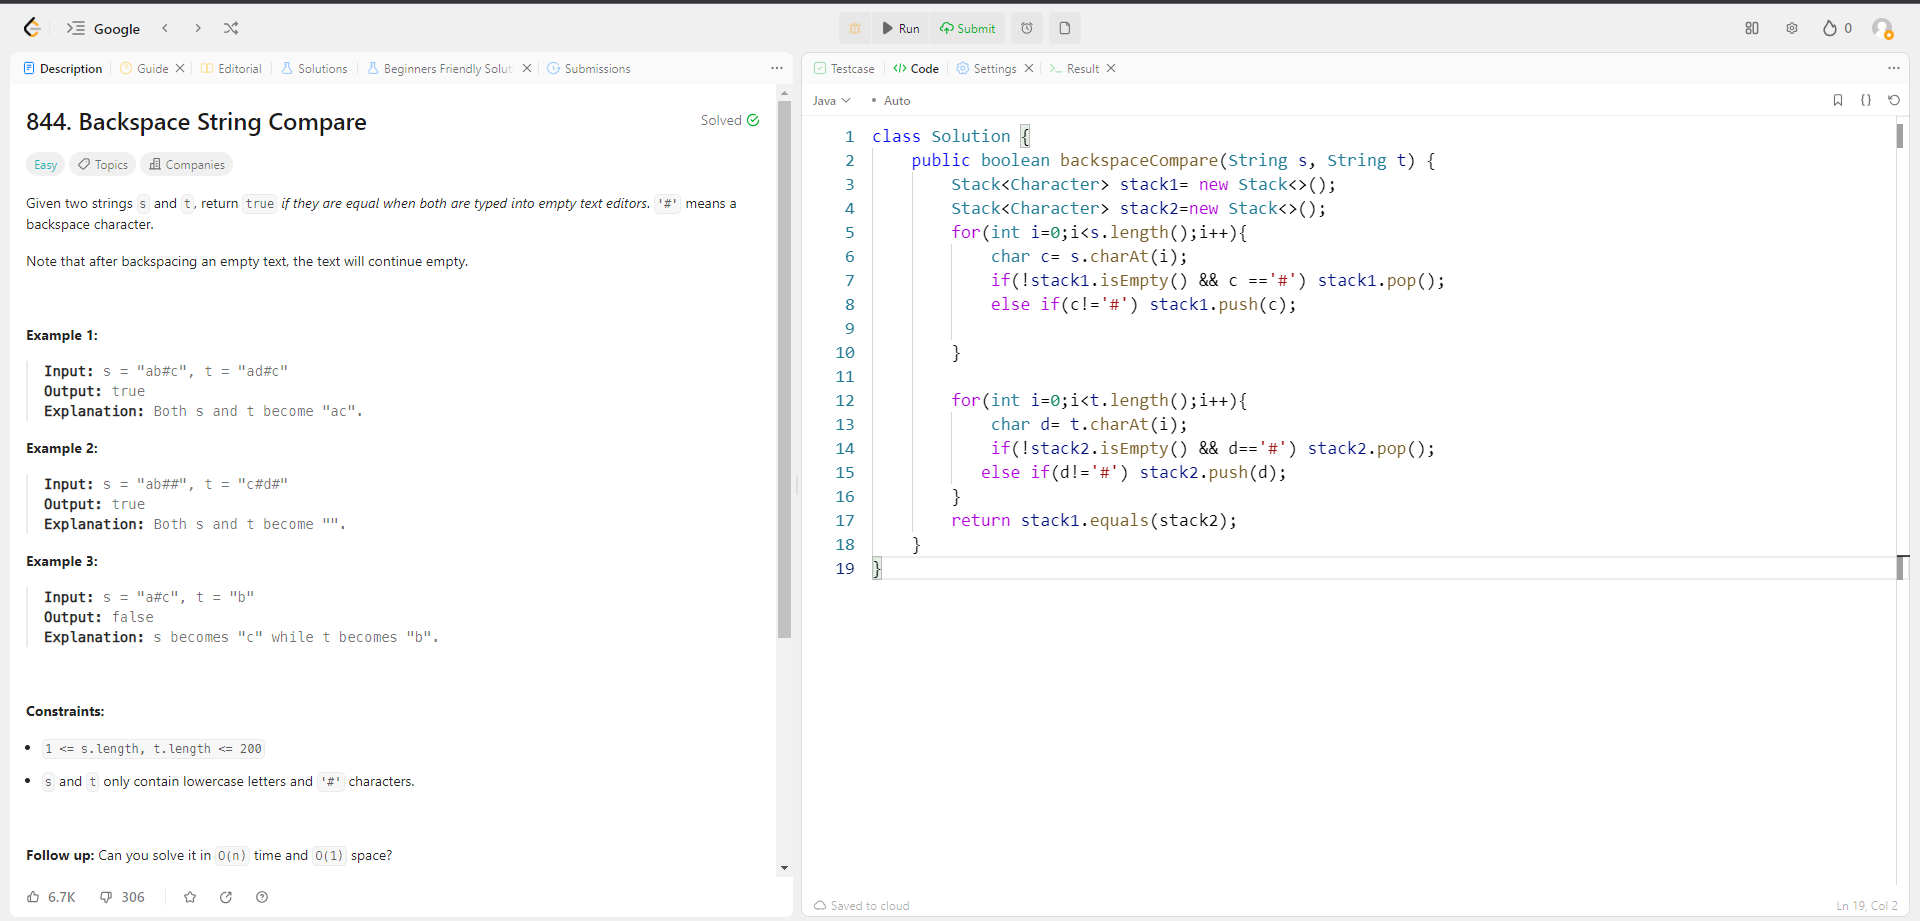 Google
Run
Submit
0
Description
Guide
Editorial
Solutions
Beginners Friendly Solut
Submissions
844. Backspace String Compare
Solved
Easy
Topics
Companies
Given two strings s and t, return true if they are equal when both are typed into empty text editors. '#' means a
backspace character.
Note that after backspacing an empty text, the text will continue empty.
Example 1:
Input: s = "ab#c", t = "ad#c"
Output: true
Explanation: Both s and t become "ac".
Example 2:
Input: s = "ab##", t = "c#d#"
Output: true
Explanation: Both s and t become "".
Example 3:
Input: s = "a#c", t = "b"
Output: false
Explanation: s becomes "c" while t becomes "b".
Constraints:
• 1 <= s.length, t.length <= 200
• s and t only contain lowercase letters and '#' characters.
Follow up: Can you solve it in O(n) time and O(1) space?
6.7K
306
Testcase
Code
Settings
Result
Java
• Auto
1 class Solution {
2     public boolean backspaceCompare(String s, String t) {
3         Stack<Character> stack1= new Stack<>();
4         Stack<Character> stack2=new Stack<>();
5         for(int i=0;i<s.length();i++){
6             char c= s.charAt(i);
7             if(!stack1.isEmpty() && c =='#') stack1.pop();
8             else if(c!='#') stack1.push(c);
9
10         }
11
12         for(int i=0;i<t.length();i++){
13             char d= t.charAt(i);
14             if(!stack2.isEmpty() && d=='#') stack2.pop();
15            else if(d!='#') stack2.push(d);
16         }
17         return stack1.equals(stack2);
18     }
19 }
Saved to cloud
Ln 19, Col 2